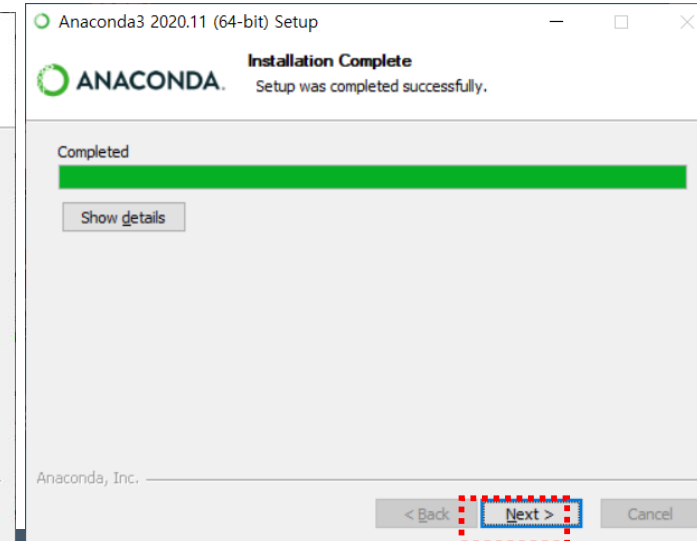 Anaconda3 2020.11 (64-bit) Setup
ANACONDA.
Installation Complete
Setup was completed successfully.
Completed
Show details
Anaconda, Inc.
< Back
Next >
Cancel